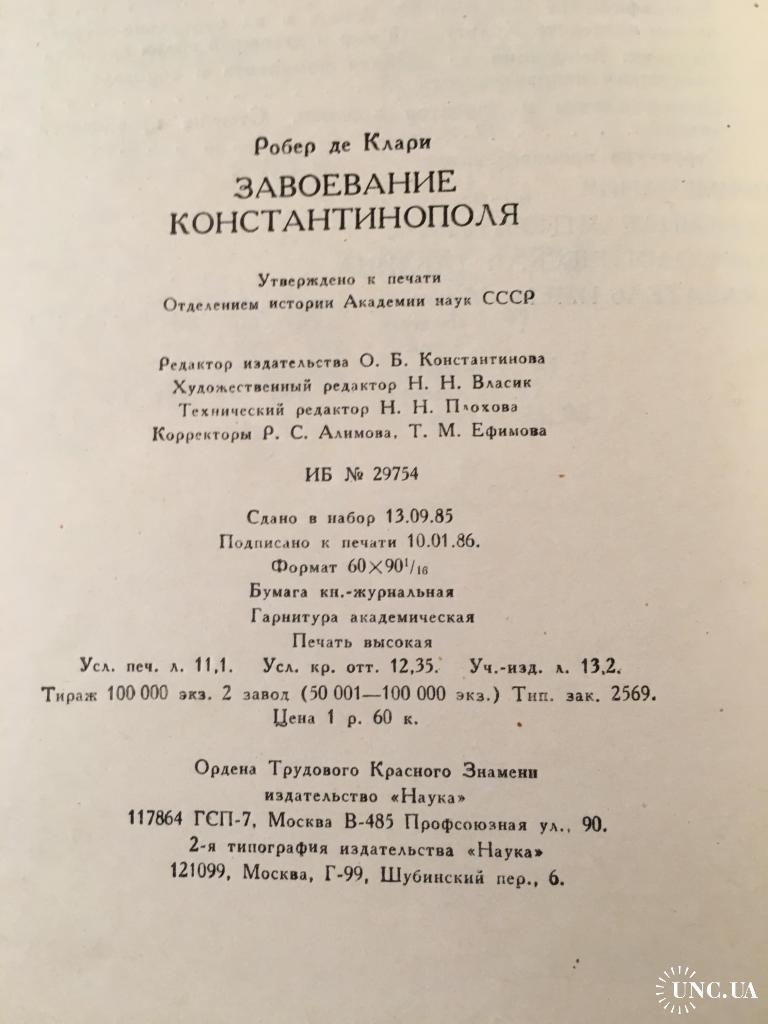 Робер де Клари
ЗАВОЕВАНИЕ
КОНСТАНТИНОПОЛЯ
Утверждено к печати
Отделением истории Академии наук СССР
Редактор издательства О. Б. Константинова
Художественный редактор Н. Н. Власик
Технический редактор Н. Н. Плохова
Корректоры Р. С. Алимова, Т. М. Ефимова
ИБ № 29754
Сдано в набор 13.09.85
Подписано к печати 10.01.86.
Формат 60×90¹/₁₆
Бумага кн.-журнальная
Гарнитура академическая
Печать высокая
Усл. печ. л. 11,1. Усл. кр. отт. 12,35. Уч.-изд. л. 13,2.
Тираж 100 000 экз. 2 завод (50 001—100 000 экз.) Тип. зак. 2569.
Цена 1 р. 60 к.
Ордена Трудового Красного Знамени
издательство «Наука»
117864 ГСП-7, Москва В-485 Профсоюзная ул., 90.
2-я типография издательства «Наука»
121099, Москва, Г-99, Шубинский пер., 6.
UNC.UA